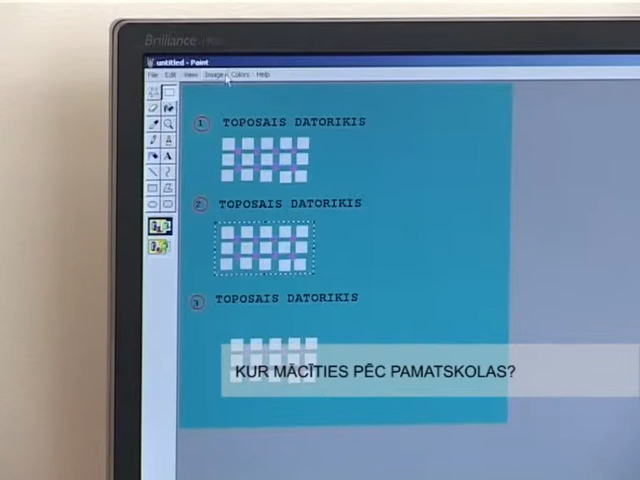 Brilliance
untitled - Paint
File Edit View Image Colors Help
1 TOPOSAIS DATORIKIS
2 TOPOSAIS DATORIKIS
3 TOPOSAIS DATORIKIS
KUR MĀCĪTIES PĒC PAMATSKOLAS?